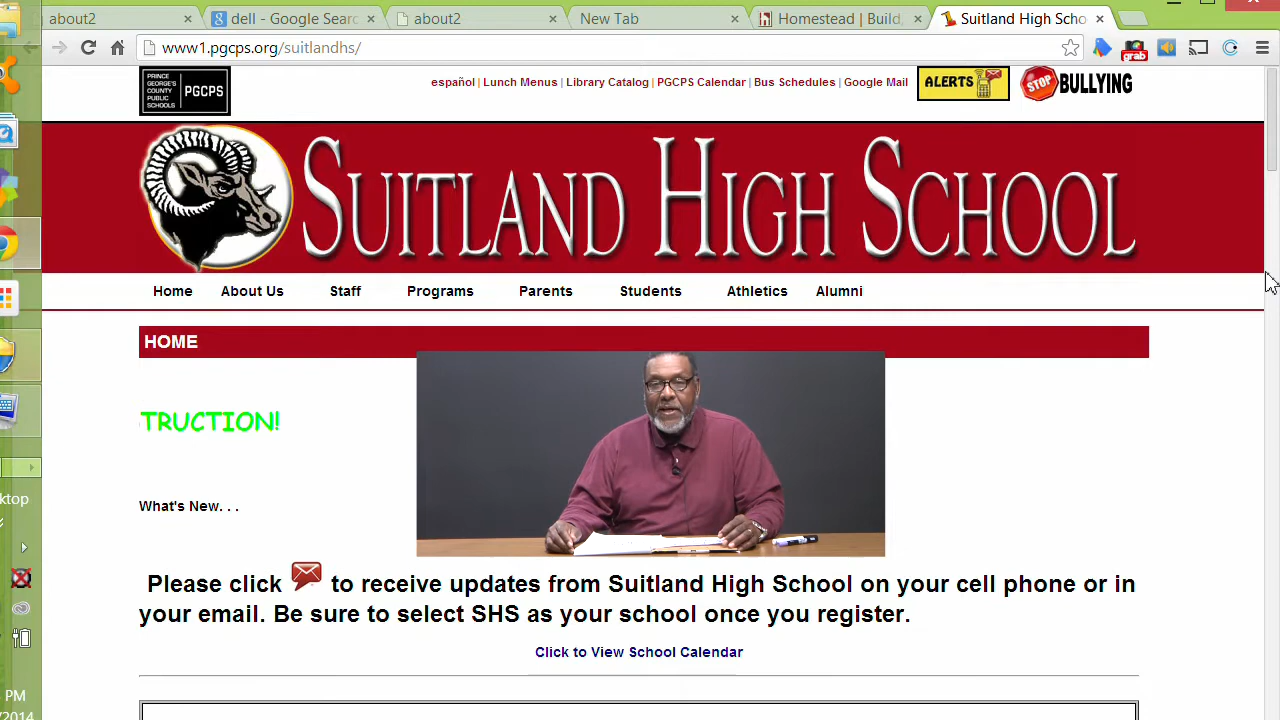 about2
dell - Google Searc
about2
New Tab
Homestead | Build,
Suitland High Scho
www1.pgcps.org/suitlandhs/
grab
PRINCE
GEORGE'S
COUNTY
PUBLIC
SCHOOLS
PGCPS
español | Lunch Menus | Library Catalog | PGCPS Calendar | Bus Schedules | Google Mail
ALERTS
STOP BULLYING
SUITLAND HIGH SCHOOL
Home About Us Staff Programs Parents Students Athletics Alumni
HOME
TRUCTION!
What's New. . .
Please click to receive updates from Suitland High School on your cell phone or in
your email. Be sure to select SHS as your school once you register.
Click to View School Calendar
ktop
PM
/2014